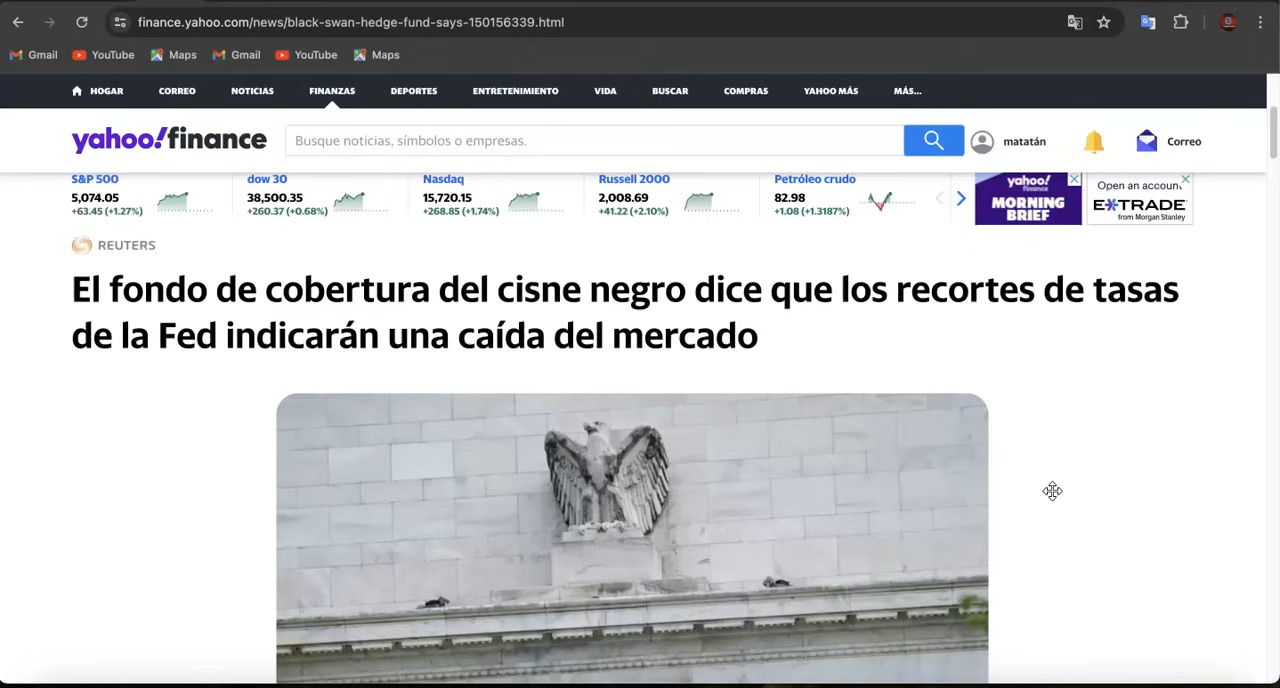 finance.yahoo.com/news/black-swan-hedge-fund-says-150156339.html
Gmail YouTube Maps Gmail YouTube Maps
HOGAR CORREO NOTICIAS FINANZAS DEPORTES ENTRETENIMIENTO VIDA BUSCAR COMPRAS YAHOO MÁS MÁS...
yahoo!finance Busque noticias, símbolos o empresas. matatán Correo
S&P 500 dow 30 Nasdaq Russell 2000 Petróleo crudo
5,074.05 38,500.35 15,720.15 2,008.69 82.98
+63.45 (+1.27%) +260.37 (+0.68%) +268.85 (+1.74%) +41.22 (+2.10%) +1.08 (+1.3187%)
yahoo!
finance
MORNING
BRIEF
Open an account
E*TRADE
from Morgan Stanley
REUTERS
El fondo de cobertura del cisne negro dice que los recortes de tasas
de la Fed indicarán una caída del mercado